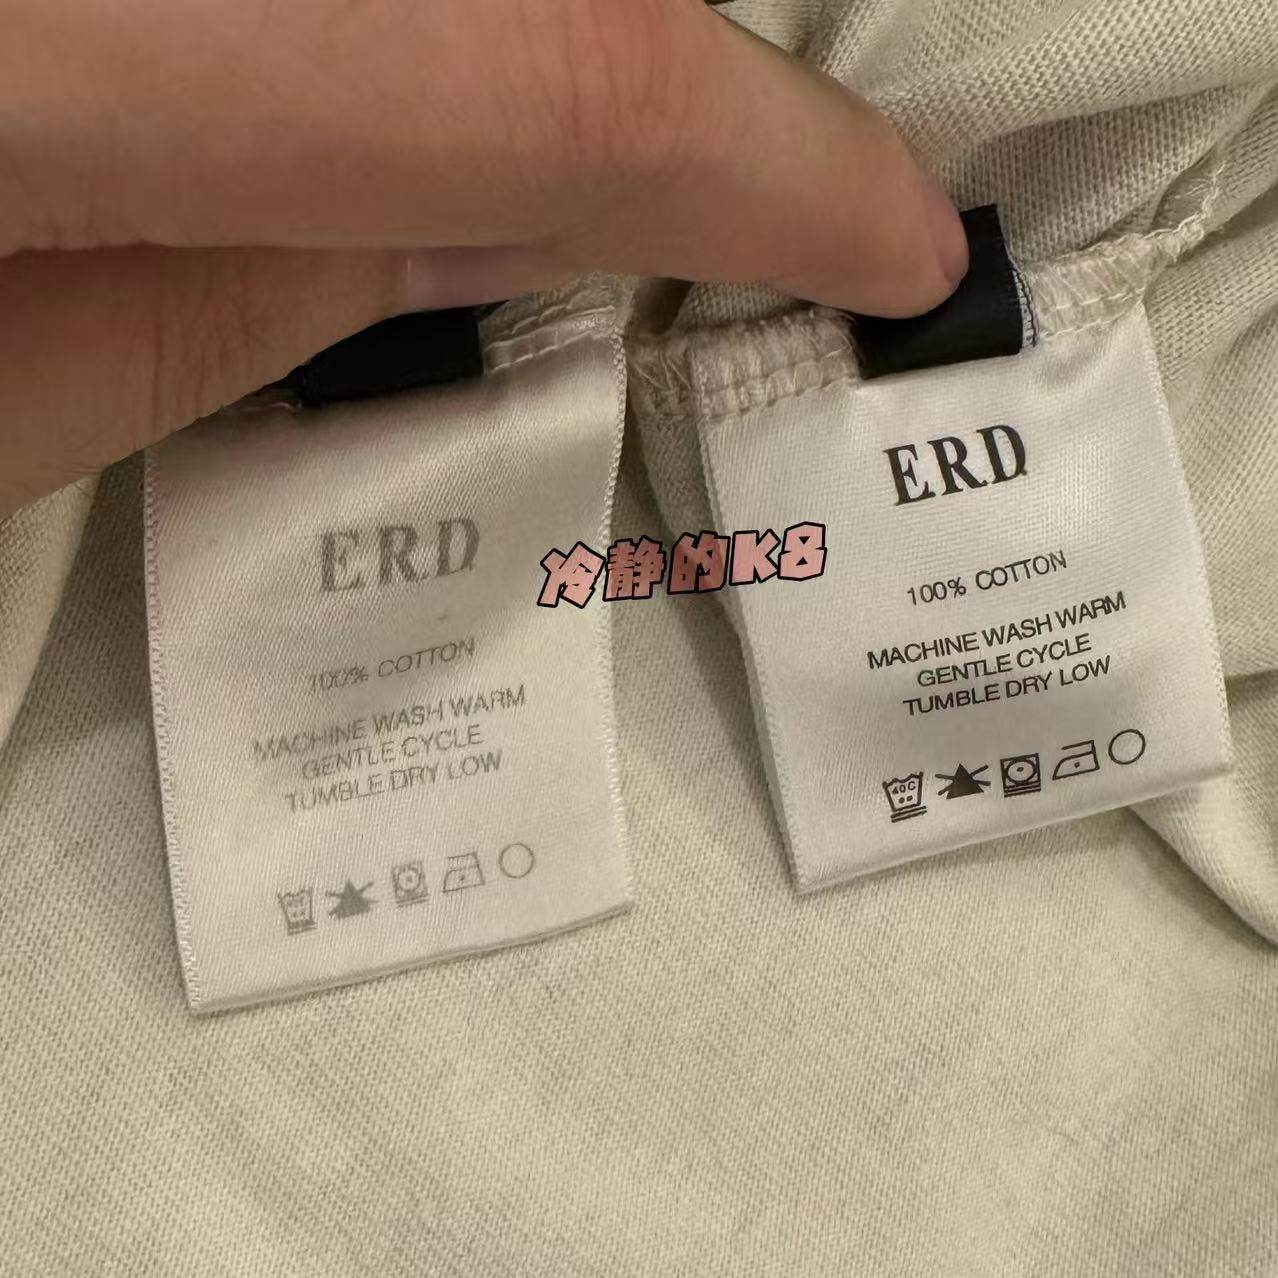 ERD
100% COTTON
MACHINE WASH WARM
GENTLE CYCLE
TUMBLE DRY LOW
冷静的K8
ERD
100% COTTON
MACHINE WASH WARM
GENTLE CYCLE
TUMBLE DRY LOW
40C